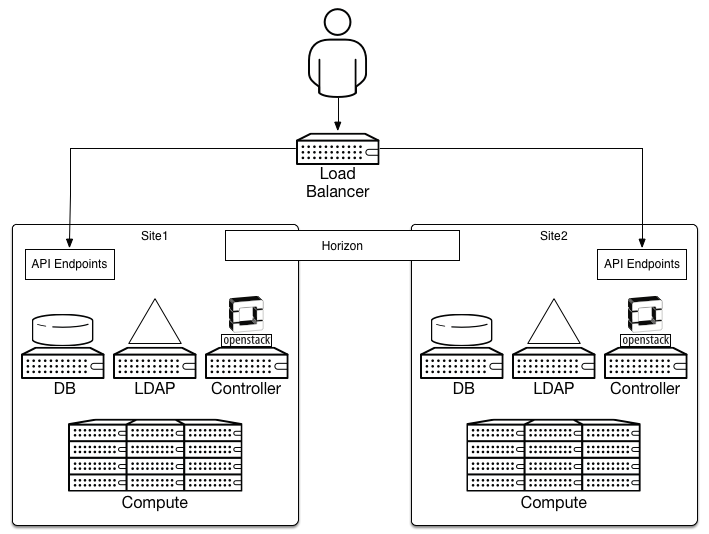 Load
Balancer
Site1
Horizon
Site2
API Endpoints
API Endpoints
openstack
openstack
DB
LDAP
Controller
DB
LDAP
Controller
Compute
Compute